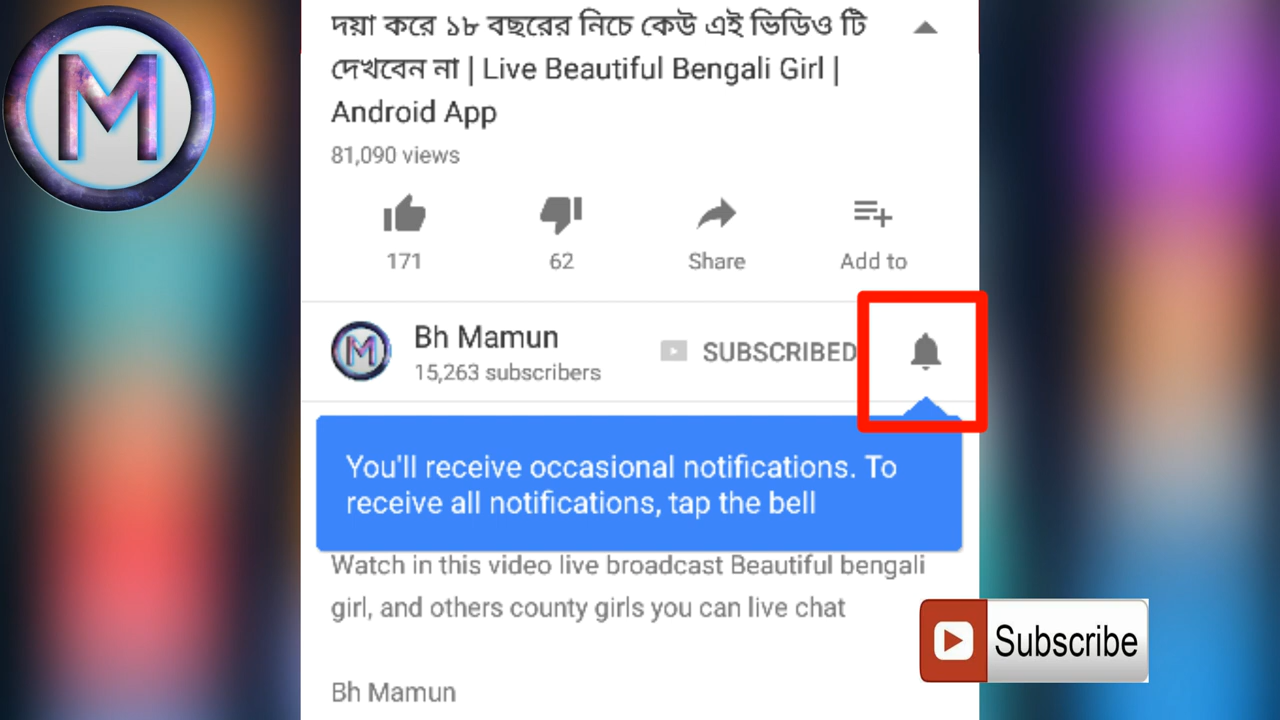 M
দয়া করে ১৮ বছরের নিচে কেউ এই ভিডিও টি
দেখবেন না | Live Beautiful Bengali Girl |
Android App
81,090 views
171
62
Share
Add to
M
Bh Mamun
SUBSCRIBED
15,263 subscribers
You'll receive occasional notifications. To
receive all notifications, tap the bell
Watch in this video live broadcast Beautiful bengali
girl, and others county girls you can live chat
Subscribe
Bh Mamun